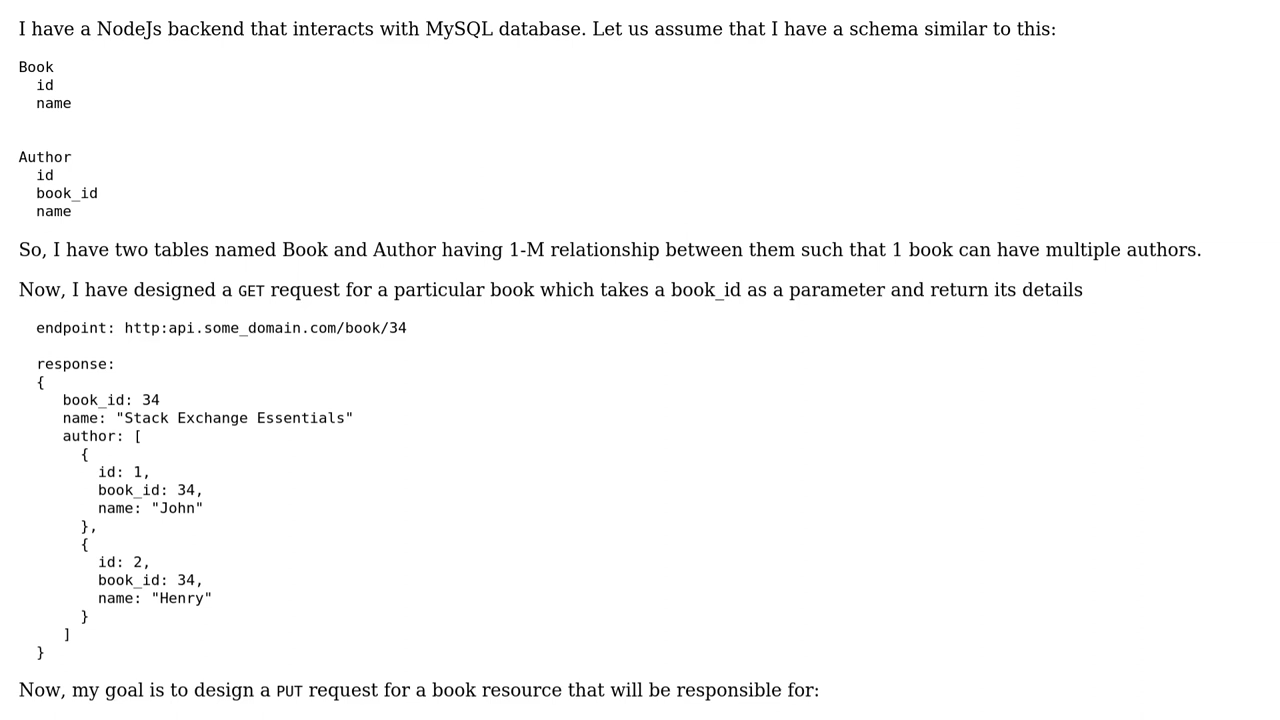 I have a NodeJs backend that interacts with MySQL database. Let us assume that I have a schema similar to this:
Book
  id
  name
Author
  id
  book_id
  name
So, I have two tables named Book and Author having 1-M relationship between them such that 1 book can have multiple authors.
Now, I have designed a GET request for a particular book which takes a book_id as a parameter and return its details
  endpoint: http:api.some_domain.com/book/34
  response:
  {
     book_id: 34
     name: "Stack Exchange Essentials"
     author: [
       {
         id: 1,
         book_id: 34,
         name: "John"
       },
       {
         id: 2,
         book_id: 34,
         name: "Henry"
       }
     ]
  }
Now, my goal is to design a PUT request for a book resource that will be responsible for: